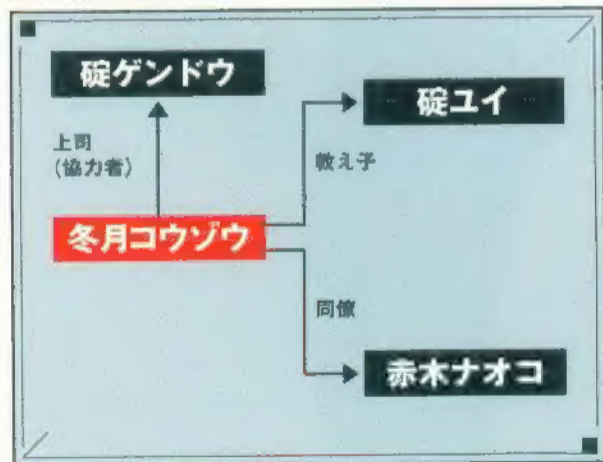 碇ゲンドウ
碇ユイ
上司
(協力者)
教え子
冬月コウゾウ
同僚
赤木ナオコ